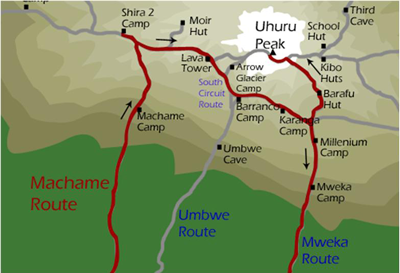 Camp
Shira 2
Camp
Moir
Hut
Uhuru
Peak
School
Hut
Third
Cave
Lava
Tower
Arrow
Glacier
Camp
Kibo
Huts
South
Circuit
Route
Barranco
Camp
Barafu
Hut
Karanga
Camp
Machame
Camp
Millenium
Camp
Umbwe
Cave
Mweka
Camp
Machame
Route
Umbwe
Route
Mweka
Route